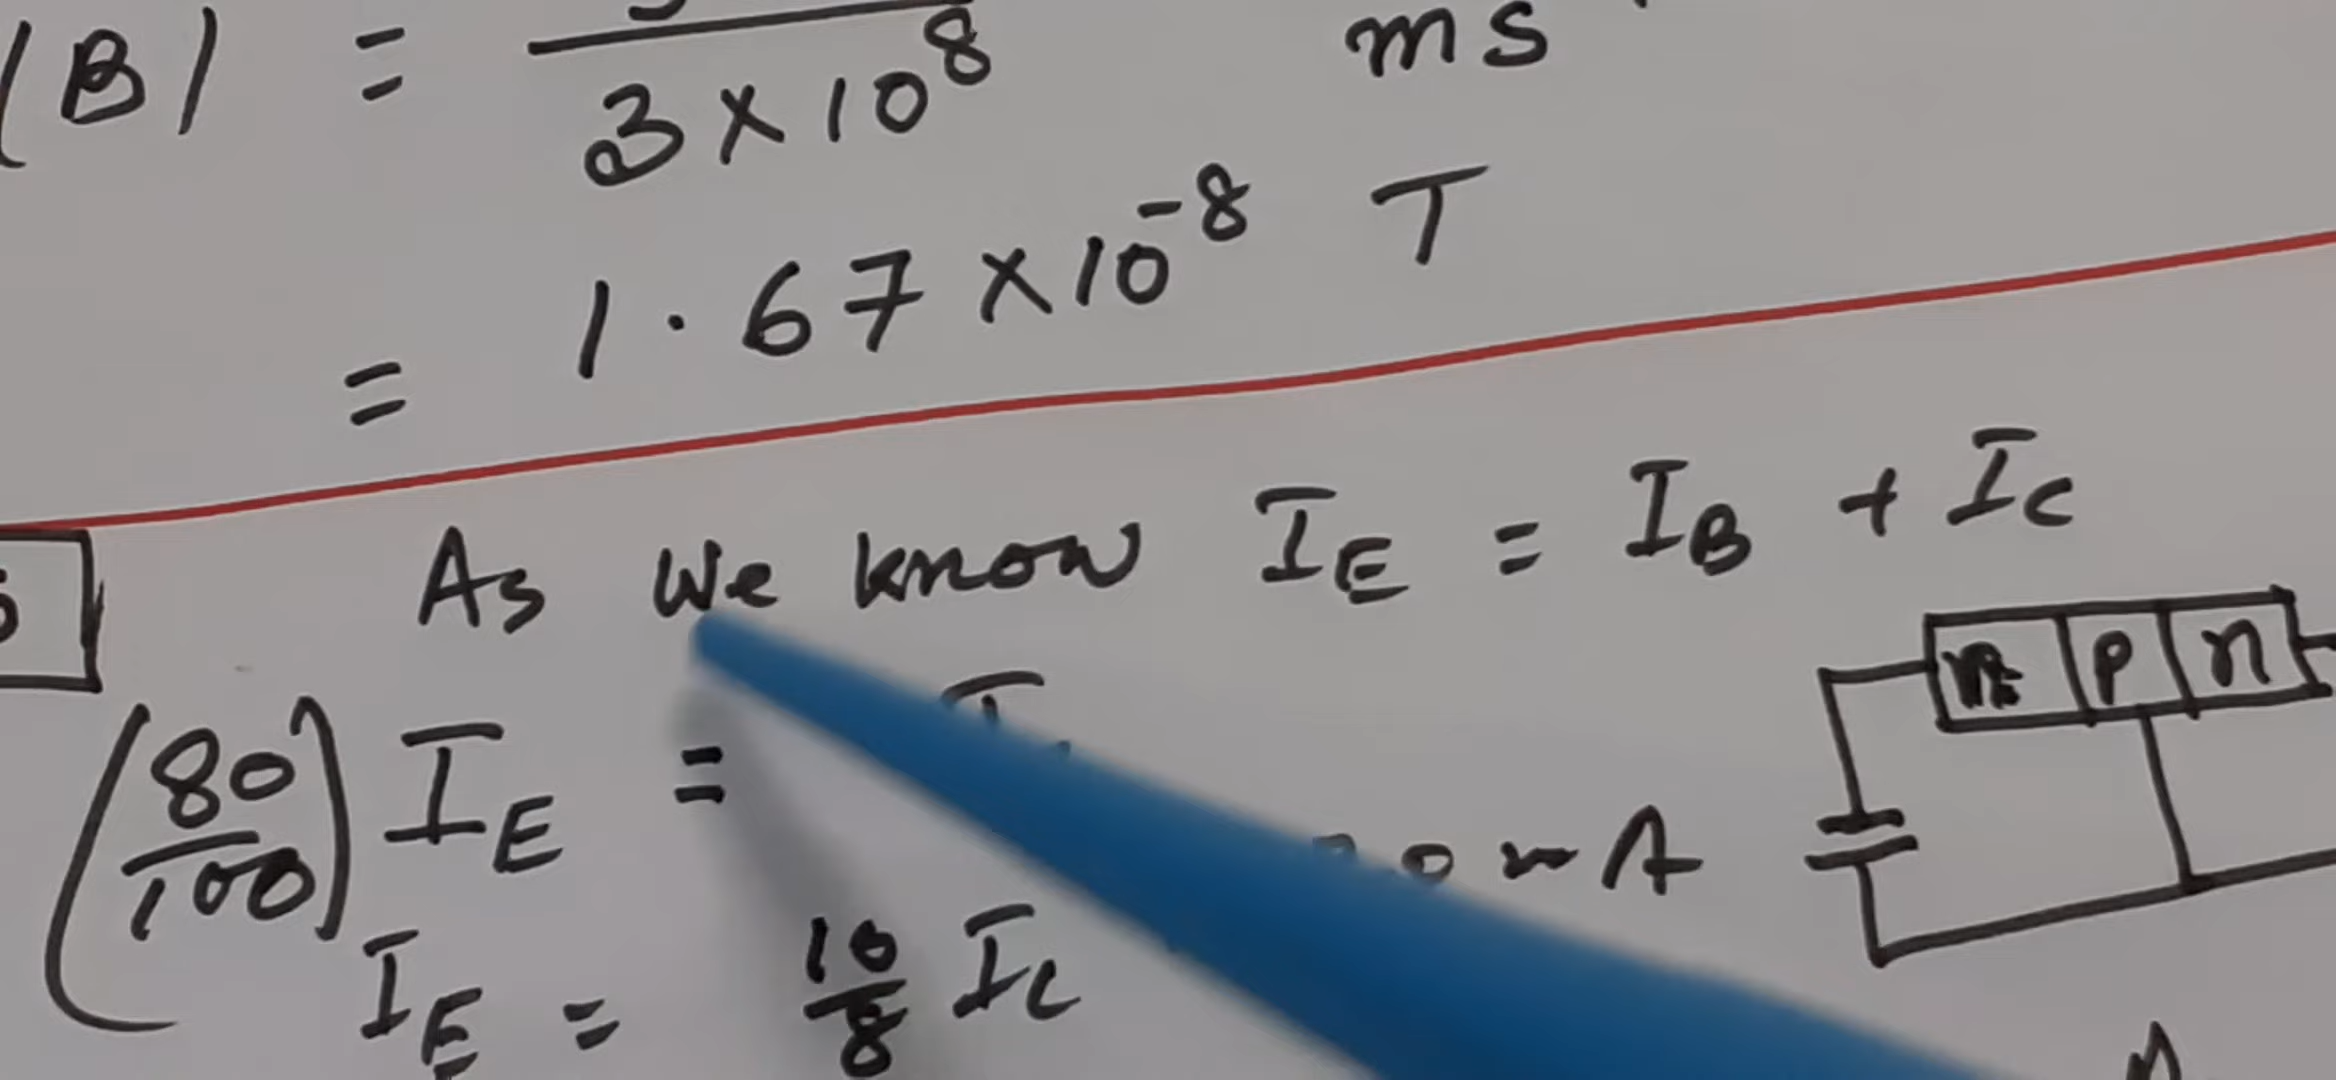 |B| = / 3 × 10⁸ ms
= 1.67 × 10⁻⁸ T
As We know I_E = I_B + I_C
(80/100) I_E = mA
I_E = 10/8 I_C
p n